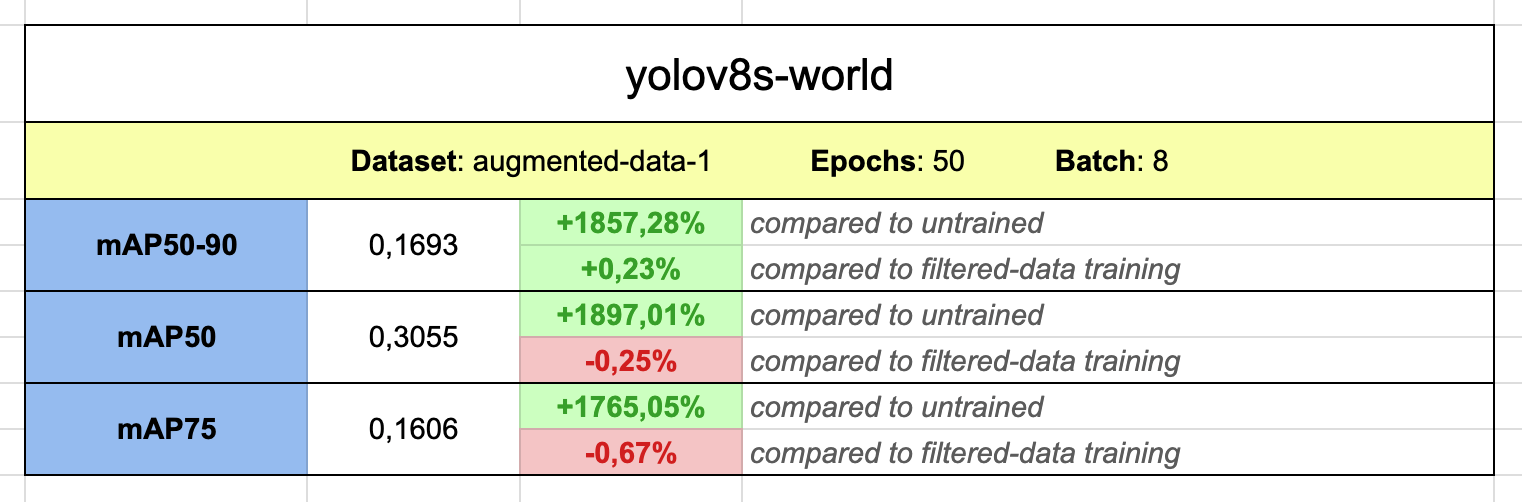 yolov8s-world
Dataset: augmented-data-1 Epochs: 50 Batch: 8
mAP50-90 0,1693 +1857,28% compared to untrained
+0,23% compared to filtered-data training
mAP50 0,3055 +1897,01% compared to untrained
-0,25% compared to filtered-data training
mAP75 0,1606 +1765,05% compared to untrained
-0,67% compared to filtered-data training